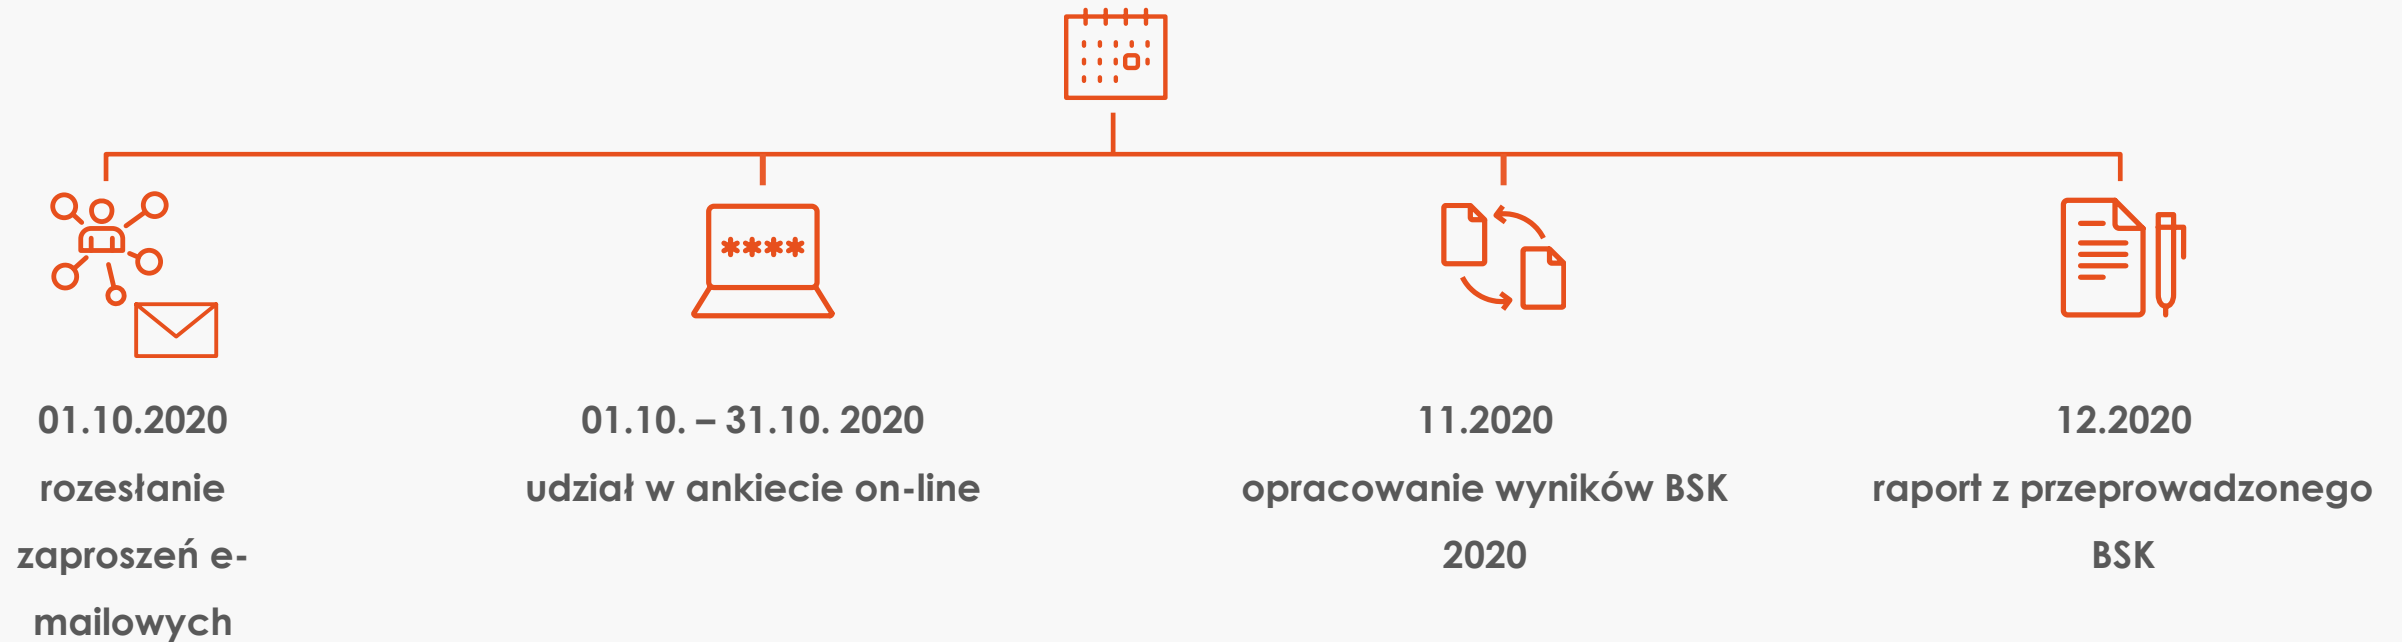 01.10.2020
rozesłanie
zaproszeń e-
mailowych
01.10. – 31.10. 2020
udział w ankiecie on-line
11.2020
opracowanie wyników BSK
2020
12.2020
raport z przeprowadzonego
BSK